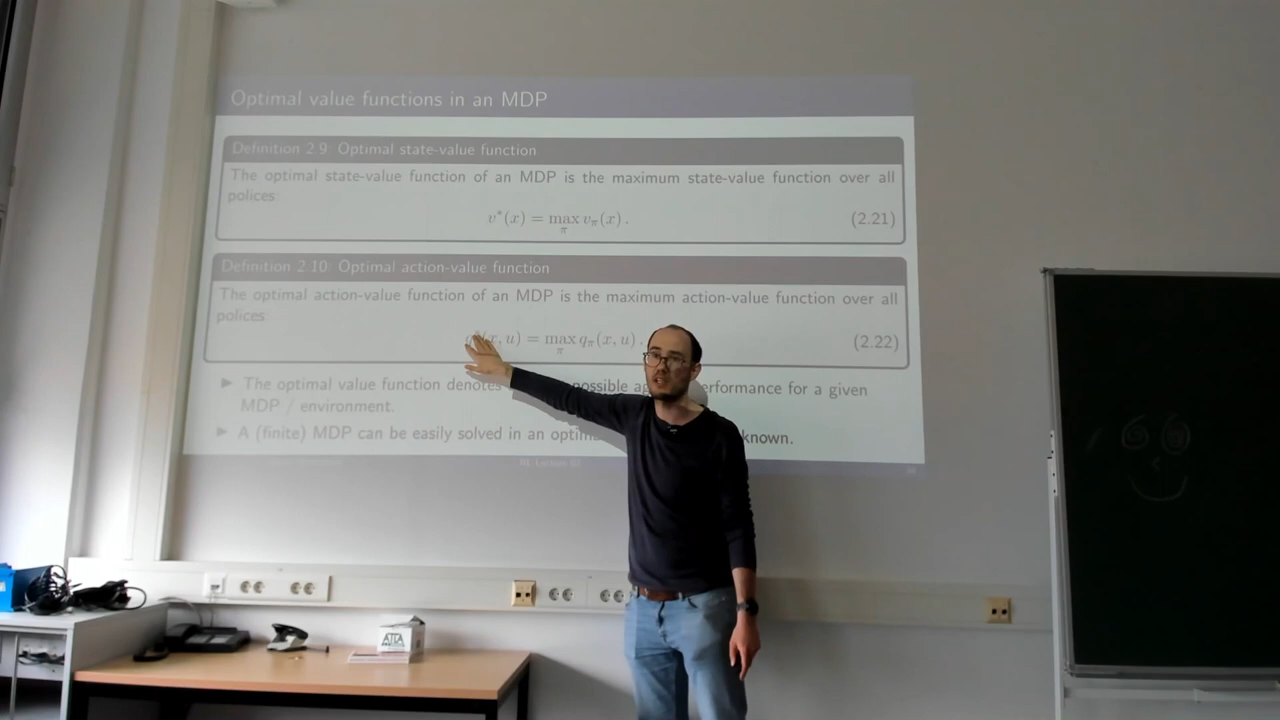 Optimal value functions in an MDP
Definition 2.9: Optimal state-value function
The optimal state-value function of an MDP is the maximum state-value function over all
polices
v*(x) = max_π v_π(x). (2.21)
Definition 2.10: Optimal action-value function
The optimal action-value function of an MDP is the maximum action-value function over all
polices
(x, u) = max_π q_π(x, u). (2.22)
► The optimal value function denotes possible erformance for a given
MDP / environment.
► A (finite) MDP can be easily solved in an known.